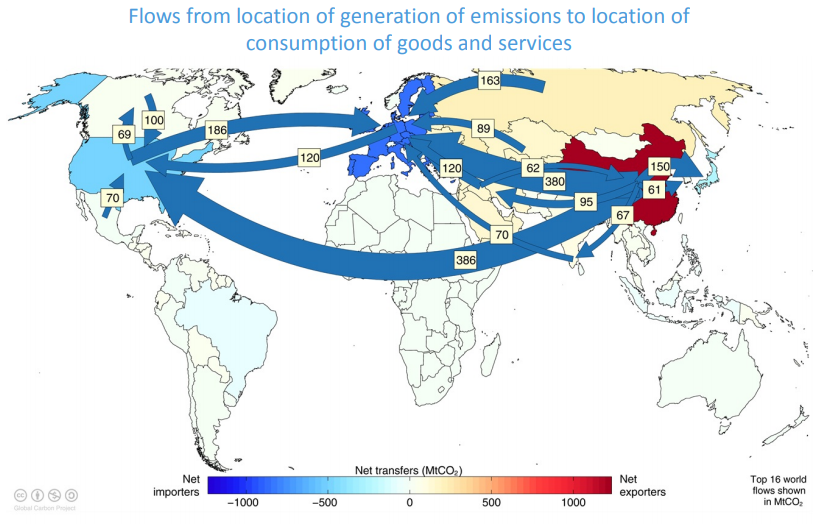 Flows from location of generation of emissions to location of
consumption of goods and services
163
100
69
186
89
120
120
62
380
150
61
70
95
67
70
386
Net transfers (MtCO₂)
Net
importers
−1000
−500
0
500
1000
Net
exporters
Top 16 world
flows shown
in MtCO₂
cc
Global Carbon Project